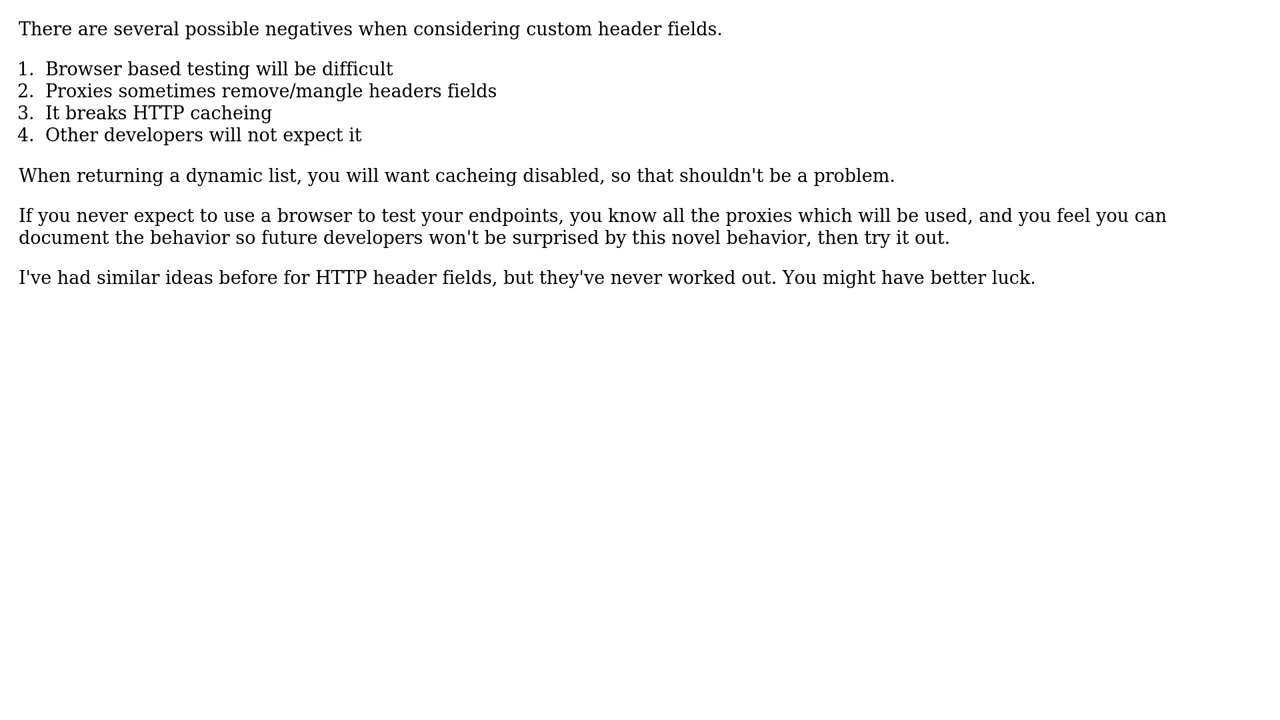 There are several possible negatives when considering custom header fields.
1. Browser based testing will be difficult
2. Proxies sometimes remove/mangle headers fields
3. It breaks HTTP cacheing
4. Other developers will not expect it
When returning a dynamic list, you will want cacheing disabled, so that shouldn't be a problem.
If you never expect to use a browser to test your endpoints, you know all the proxies which will be used, and you feel you can
document the behavior so future developers won't be surprised by this novel behavior, then try it out.
I've had similar ideas before for HTTP header fields, but they've never worked out. You might have better luck.